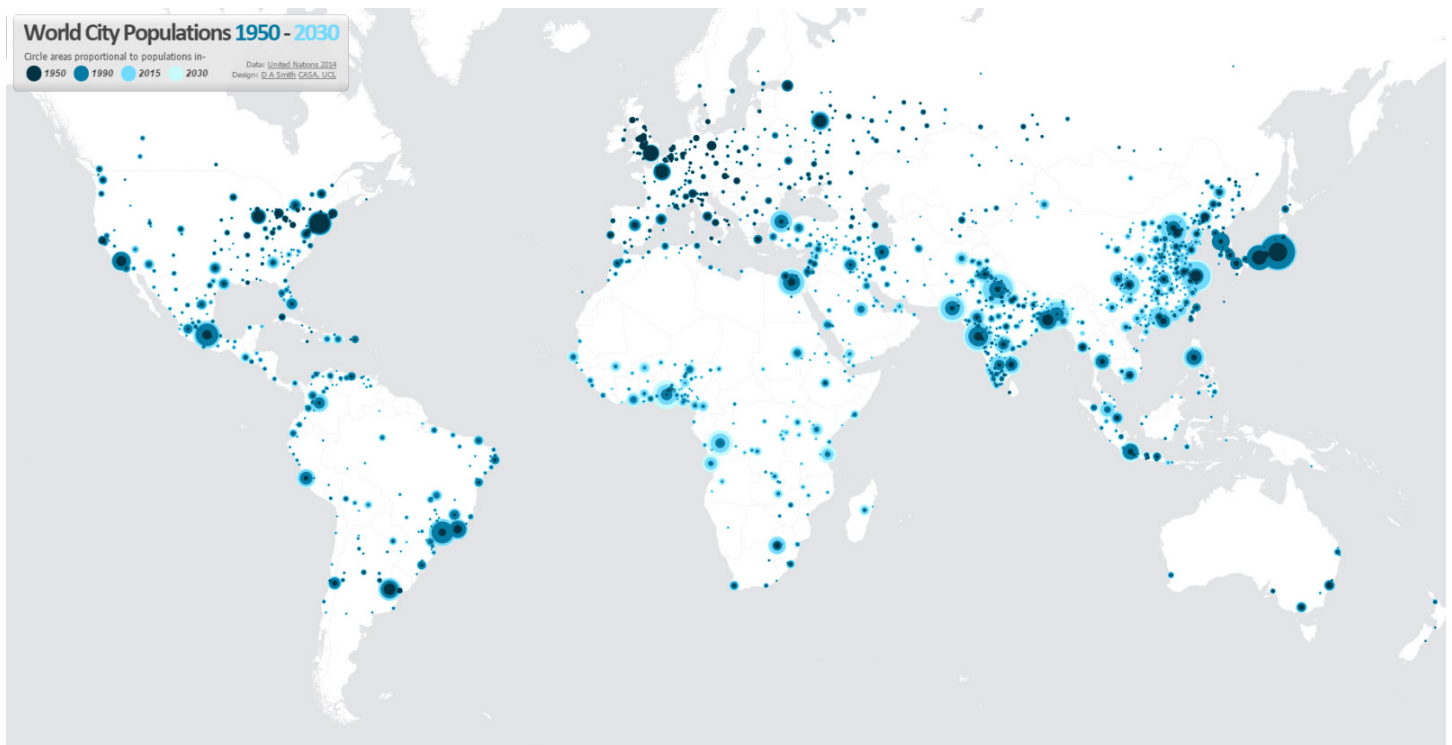 World City Populations 1950 - 2030
Circle areas proportional to populations in-
1950 1990 2015 2030
Data: United Nations 2014
Design: D A Smith CASA, UCL